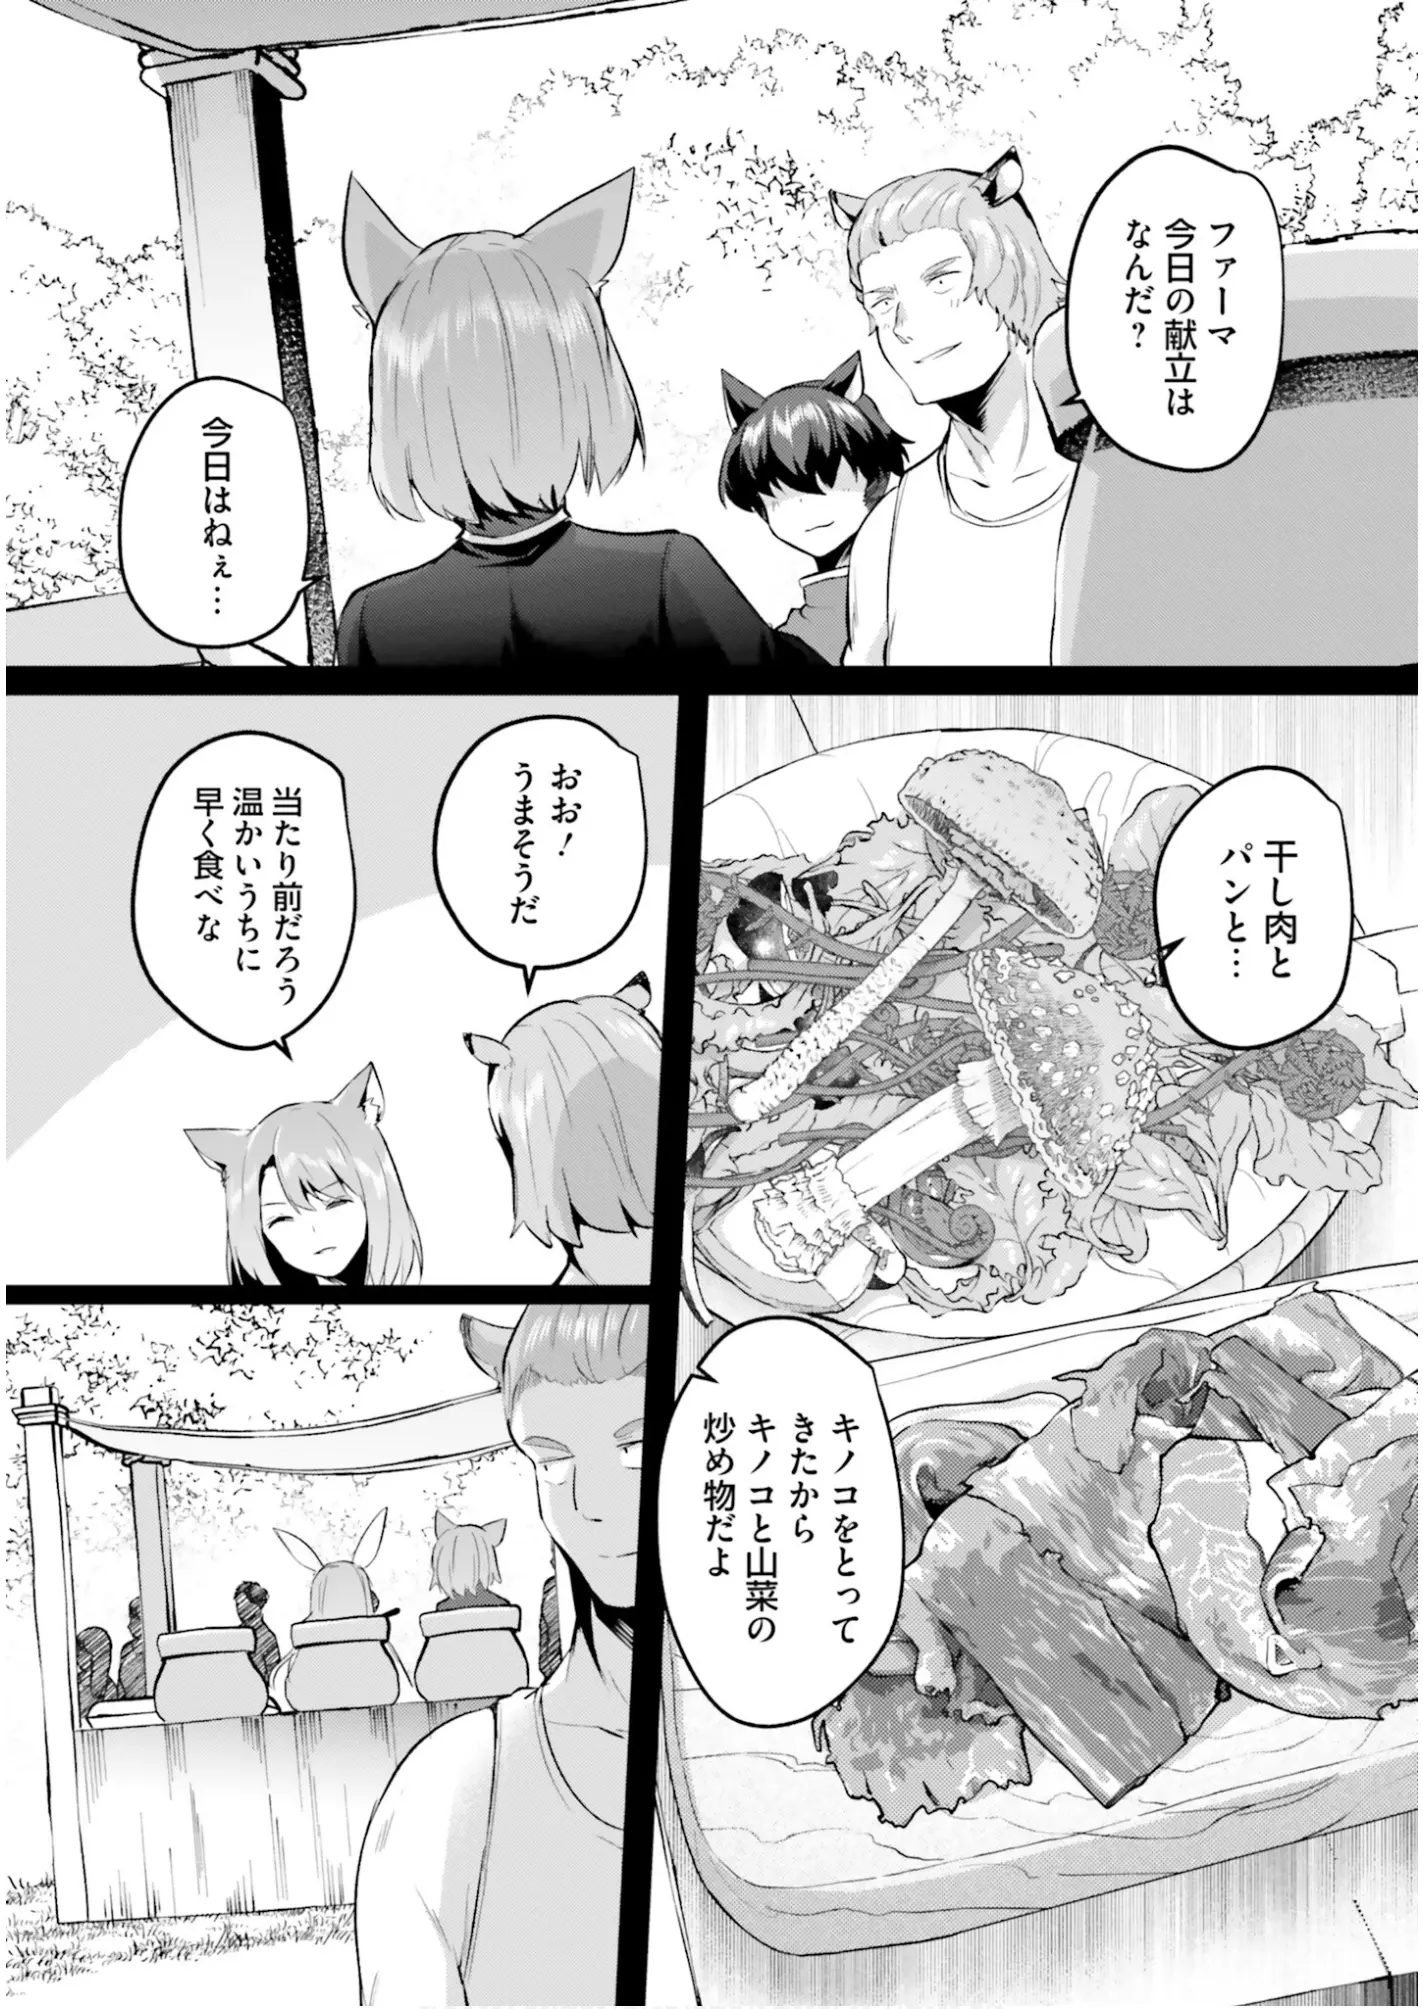 ファーマ
今日の献立は
なんだ?
今日はねぇ…
干し肉と
パンと…
キノコをとって
きたから
キノコと山菜の
炒め物だよ
おお!
うまそうだ
当たり前だろう
温かいうちに
早く食べな